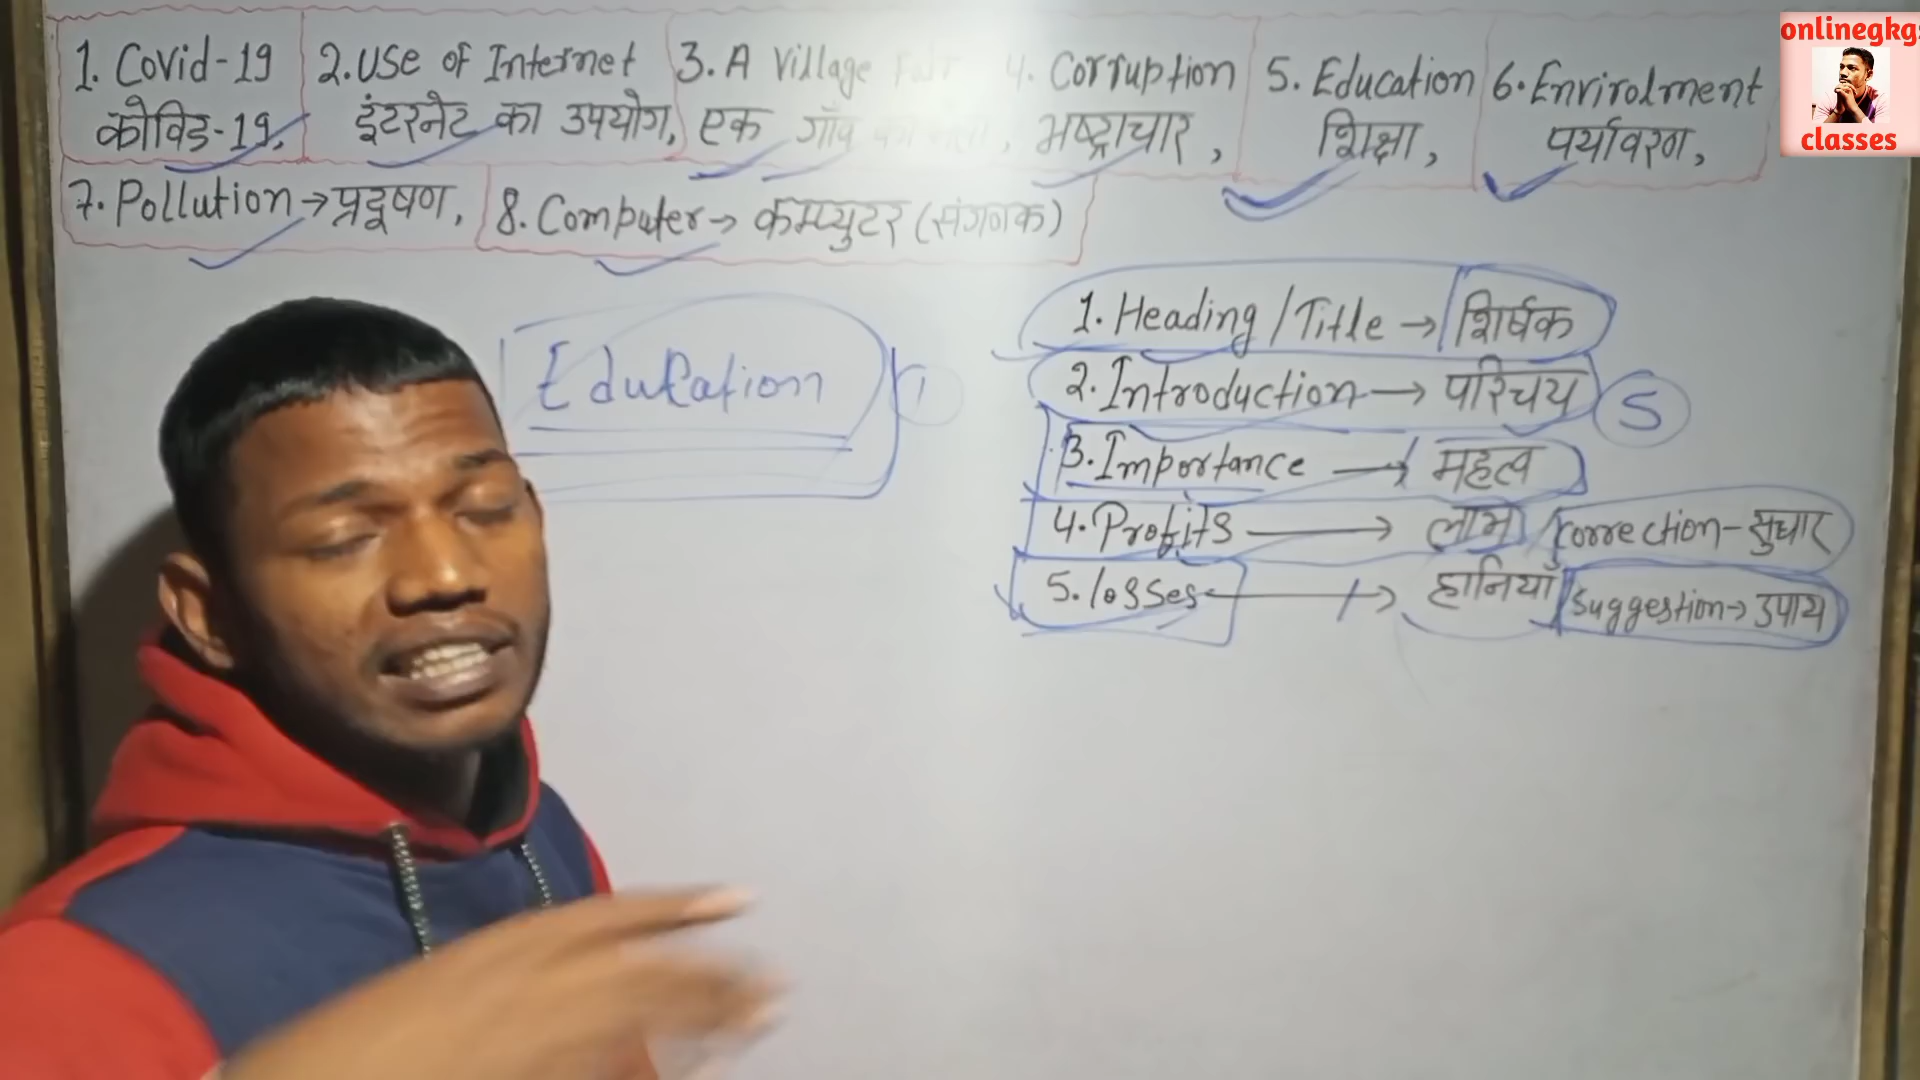 1. Covid-19
कोविड-19,
2. Use of Internet
इंटरनेट का उपयोग,
3. A Village
एक गाँव
4. Corruption
भष्ट्राचार,
5. Education
शिक्षा,
6. Envirolment
पर्यावरण,
7. Pollution → प्रदूषण,
8. Computer → कम्प्युटर (संगणक)
Education
1
1. Heading / Title → शिर्षक
2. Introduction → परिचय
5
3. Importance → महत्व
4. Profits → लाभ / Correction - सुधार
5. losses → हानियाँ / Suggestion → उपाय
onlinegkgs
classes